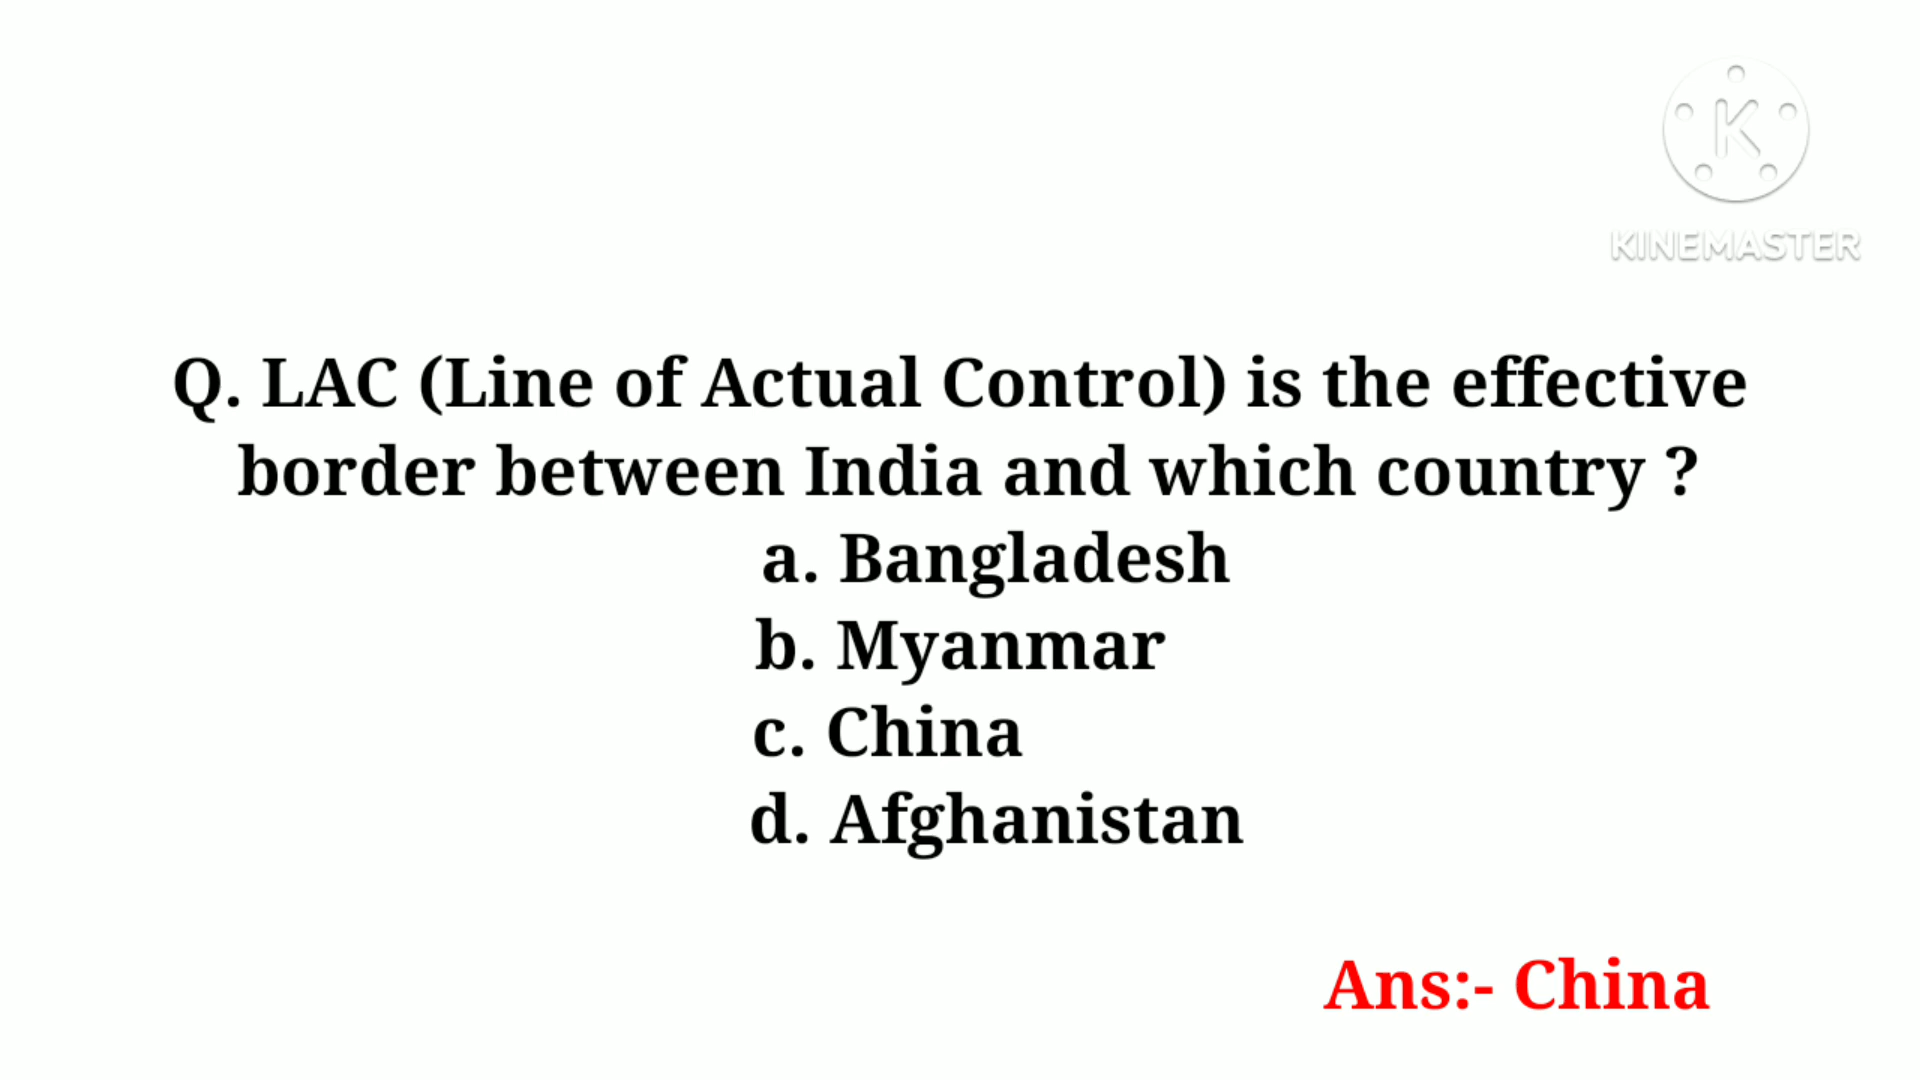 K
KINEMASTER
Q. LAC (Line of Actual Control) is the effective
border between India and which country ?
a. Bangladesh
b. Myanmar
c. China
d. Afghanistan
Ans:- China